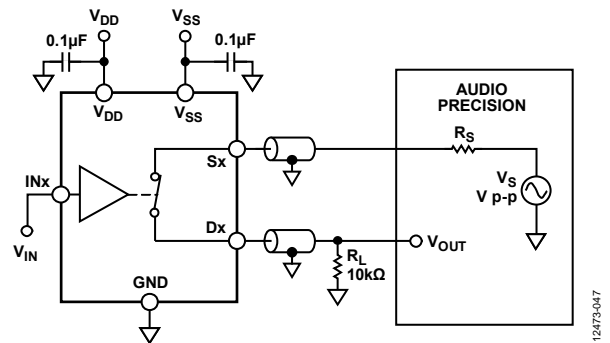 VDD
VSS
0.1µF
0.1µF
VDD
VSS
AUDIO
PRECISION
RS
Sx
VS
V p-p
INx
Dx
VOUT
VIN
RL
10kΩ
GND
12473-047